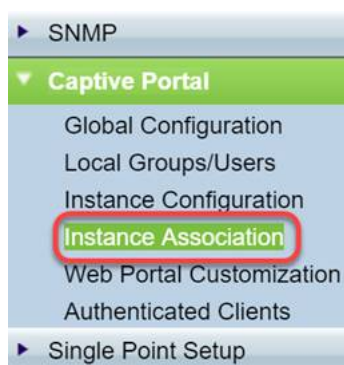 SNMP
Captive Portal
Global Configuration
Local Groups/Users
Instance Configuration
Instance Association
Web Portal Customization
Authenticated Clients
Single Point Setup